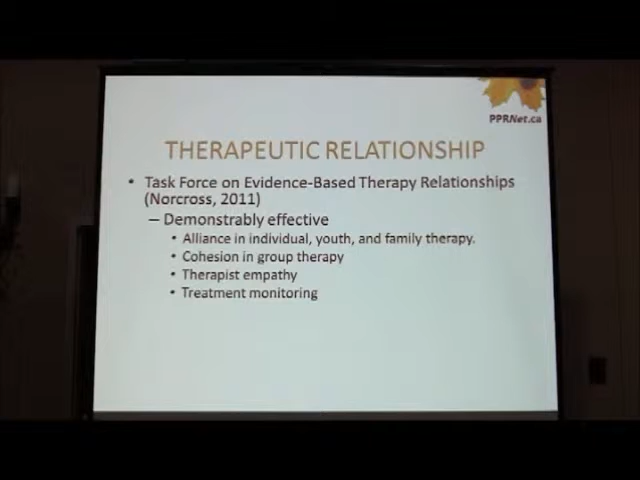 PPRNet.ca
THERAPEUTIC RELATIONSHIP
• Task Force on Evidence-Based Therapy Relationships
(Norcross, 2011)
– Demonstrably effective
• Alliance in individual, youth, and family therapy.
• Cohesion in group therapy
• Therapist empathy
• Treatment monitoring